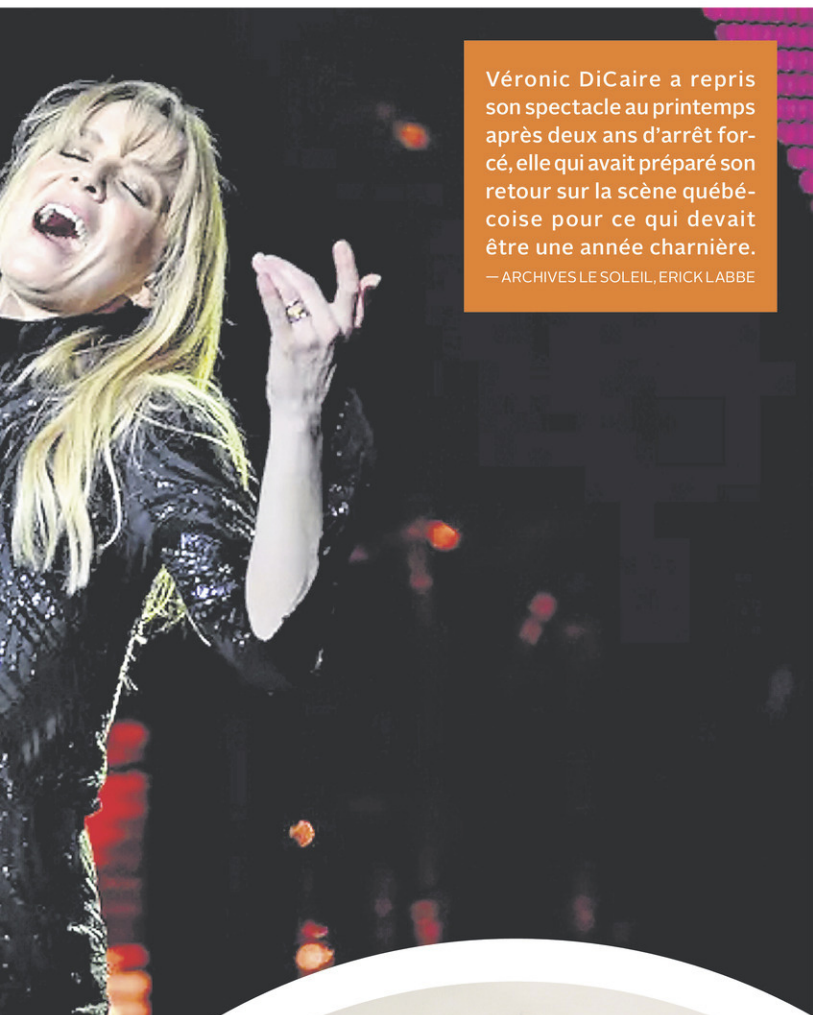 Véronic DiCaire a repris
son spectacle au printemps
après deux ans d'arrêt for-
cé, elle qui avait préparé son
retour sur la scène québé-
coise pour ce qui devait
être une année charnière.
— ARCHIVES LE SOLEIL, ERICK LABBE